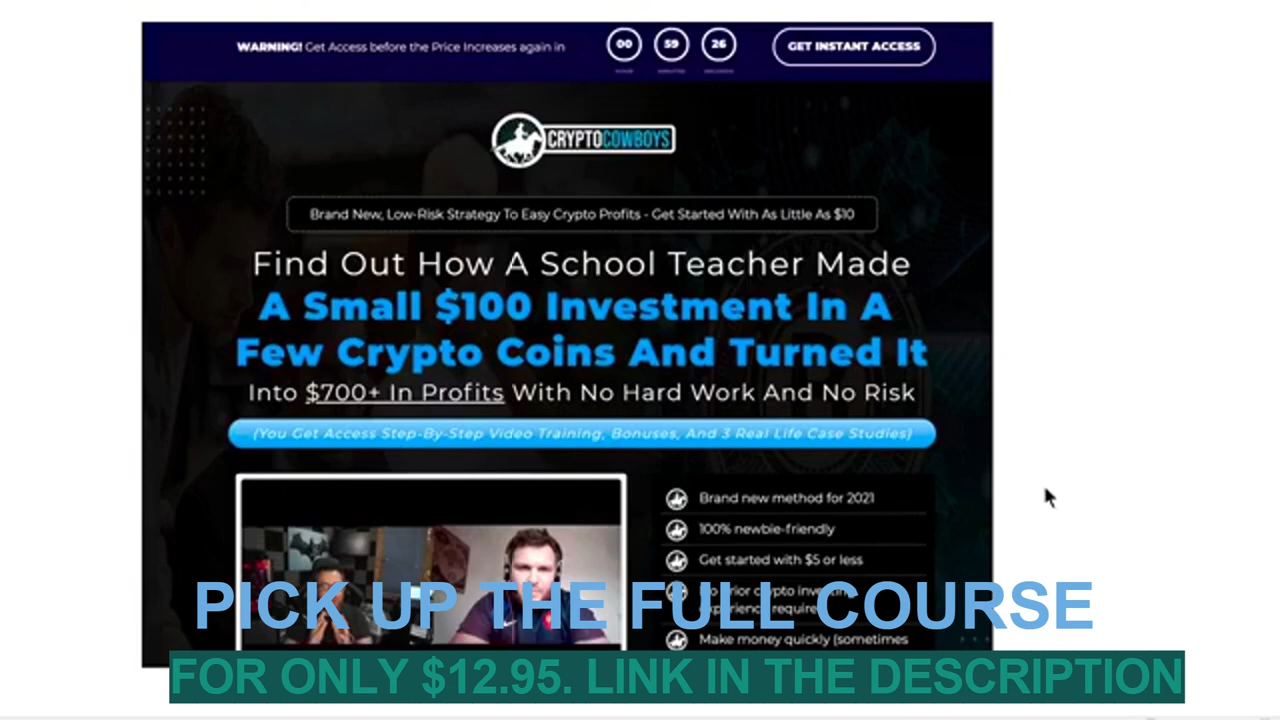 WARNING! Get Access before the Price Increases again in
00 59 26
GET INSTANT ACCESS
CRYPTOCOWBOYS
Brand New, Low-Risk Strategy To Easy Crypto Profits - Get Started With As Little As $10
Find Out How A School Teacher Made
A Small $100 Investment In A
Few Crypto Coins And Turned It
Into $700+ In Profits With No Hard Work And No Risk
(You Get Access Step-By-Step Video Training, Bonuses, And 3 Real Life Case Studies)
Brand new method for 2021
100% newbie-friendly
Get started with $5 or less
prior crypto
Make money quickly (sometimes
PICK UP THE FULL COURSE
FOR ONLY $12.95. LINK IN THE DESCRIPTION